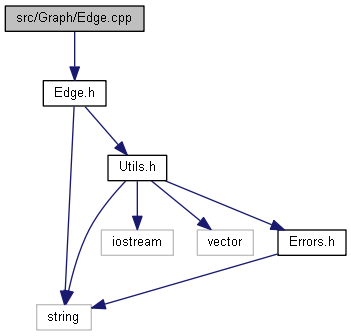 src/Graph/Edge.cpp
Edge.h
Utils.h
iostream
vector
Errors.h
string